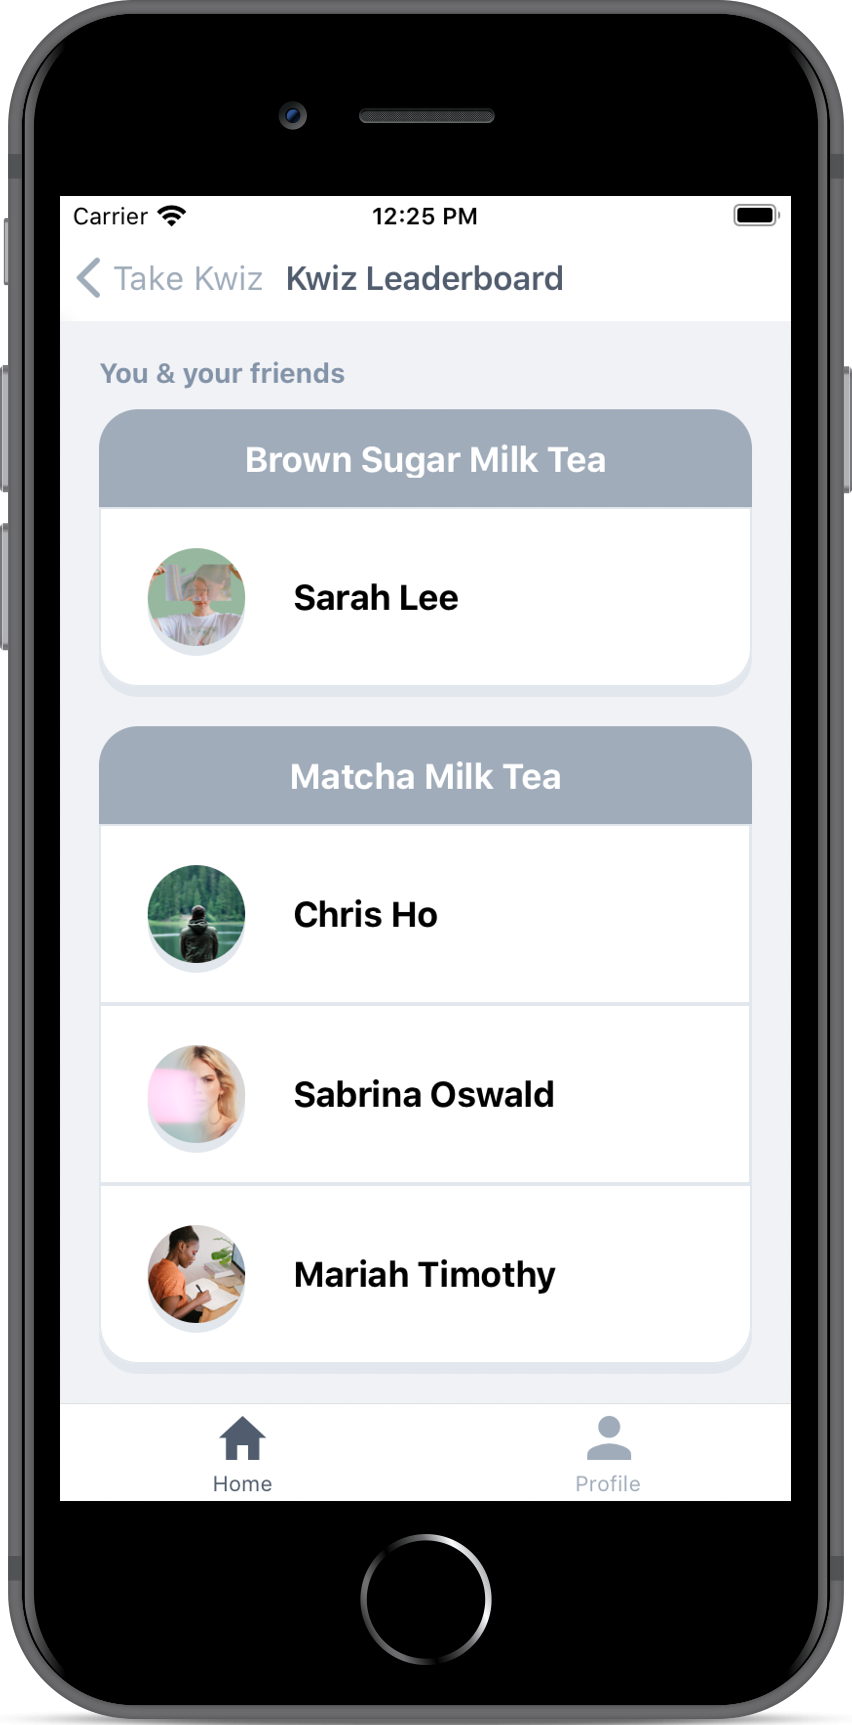 Carrier 12:25 PM
Take Kwiz Kwiz Leaderboard
You & your friends
Brown Sugar Milk Tea
Sarah Lee
Matcha Milk Tea
Chris Ho
Sabrina Oswald
Mariah Timothy
Home Profile